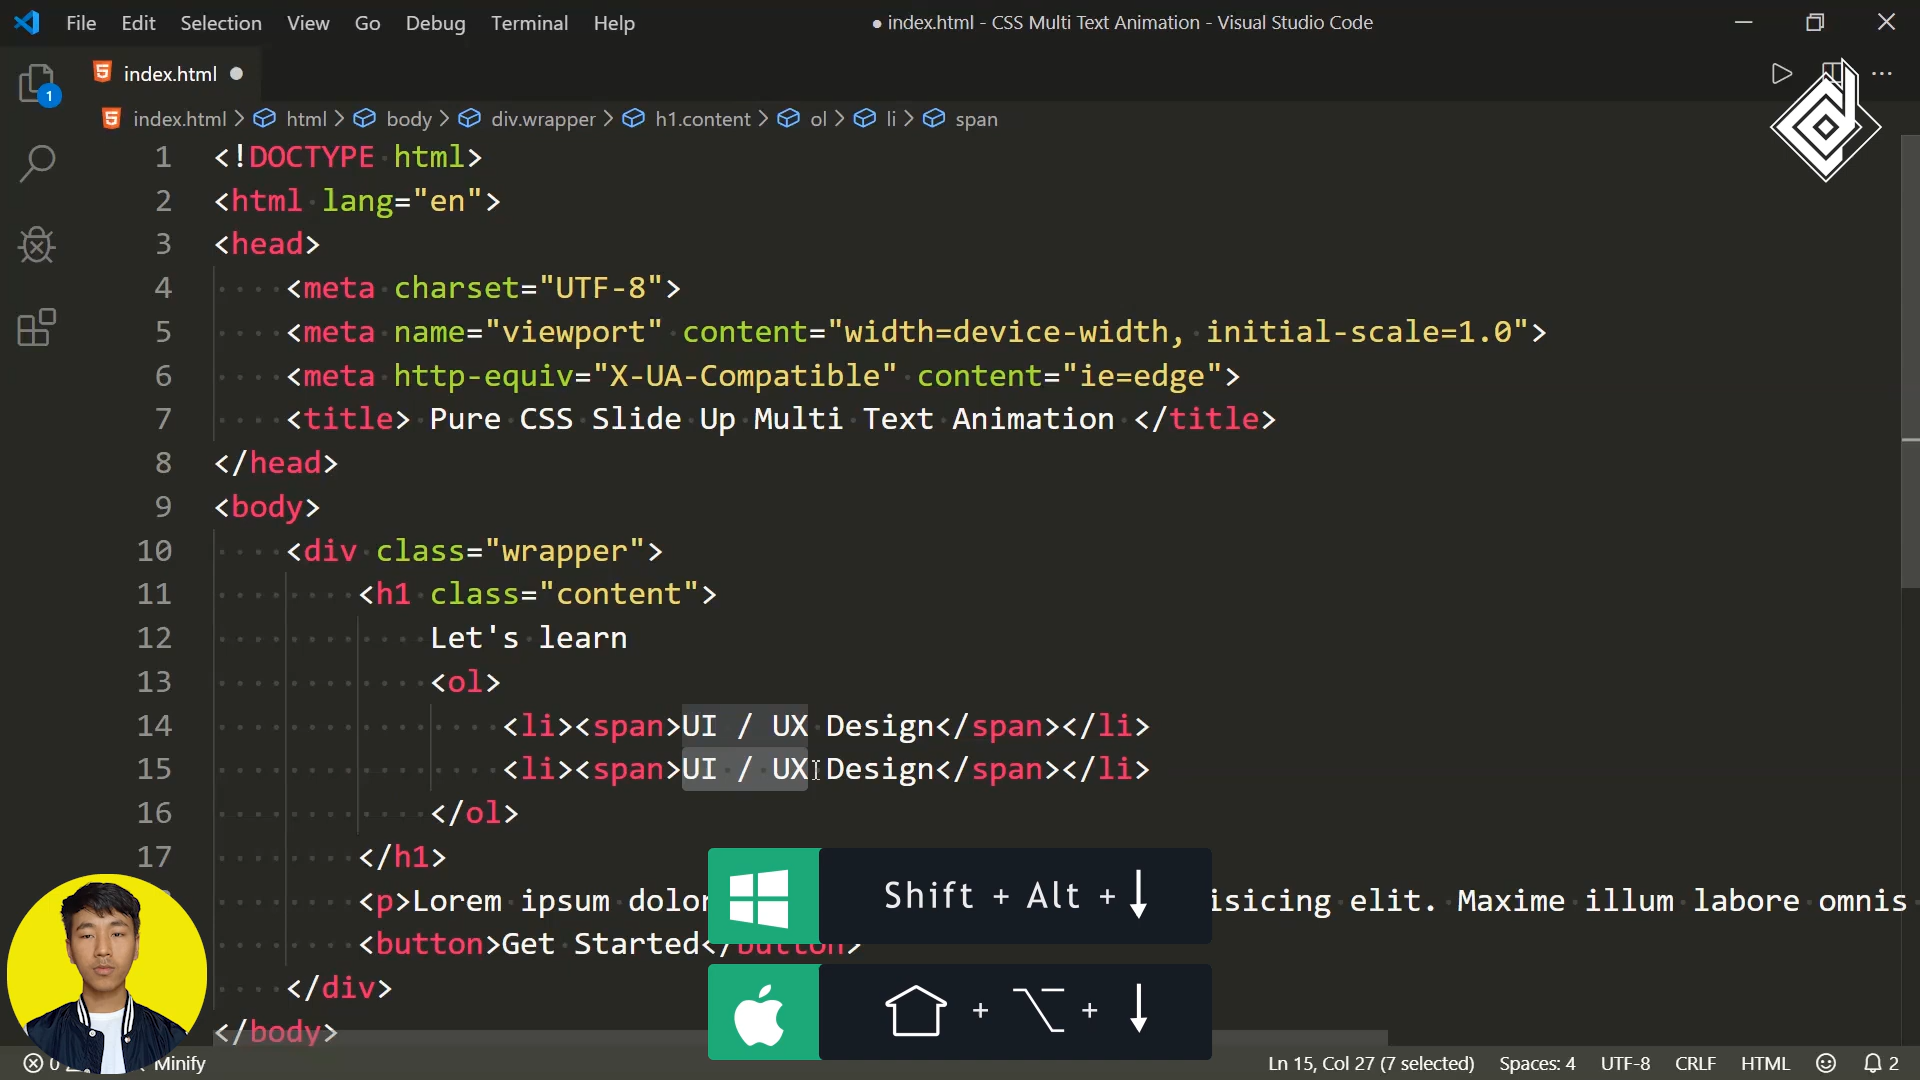 File Edit Selection View Go Debug Terminal Help
● index.html - CSS Multi Text Animation - Visual Studio Code
index.html ●
1
index.html > html > body > div.wrapper > h1.content > ol > li > span
1 <!DOCTYPE html>
2 <html lang="en">
3 <head>
4 <meta charset="UTF-8">
5 <meta name="viewport" content="width=device-width, initial-scale=1.0">
6 <meta http-equiv="X-UA-Compatible" content="ie=edge">
7 <title> Pure CSS Slide Up Multi Text Animation </title>
8 </head>
9 <body>
10 <div class="wrapper">
11 <h1 class="content">
12 Let's learn
13 <ol>
14 <li><span>UI / UX Design</span></li>
15 <li><span>UI / UX Design</span></li>
16 </ol>
17 </h1>
<p>Lorem ipsum dolor isicing elit. Maxime illum labore omnis
<button>Get Started</button>
</div>
</body>
Shift + Alt + ↓
+ ⌥ + ↓
0 Minify
Ln 15, Col 27 (7 selected) Spaces: 4 UTF-8 CRLF HTML 2